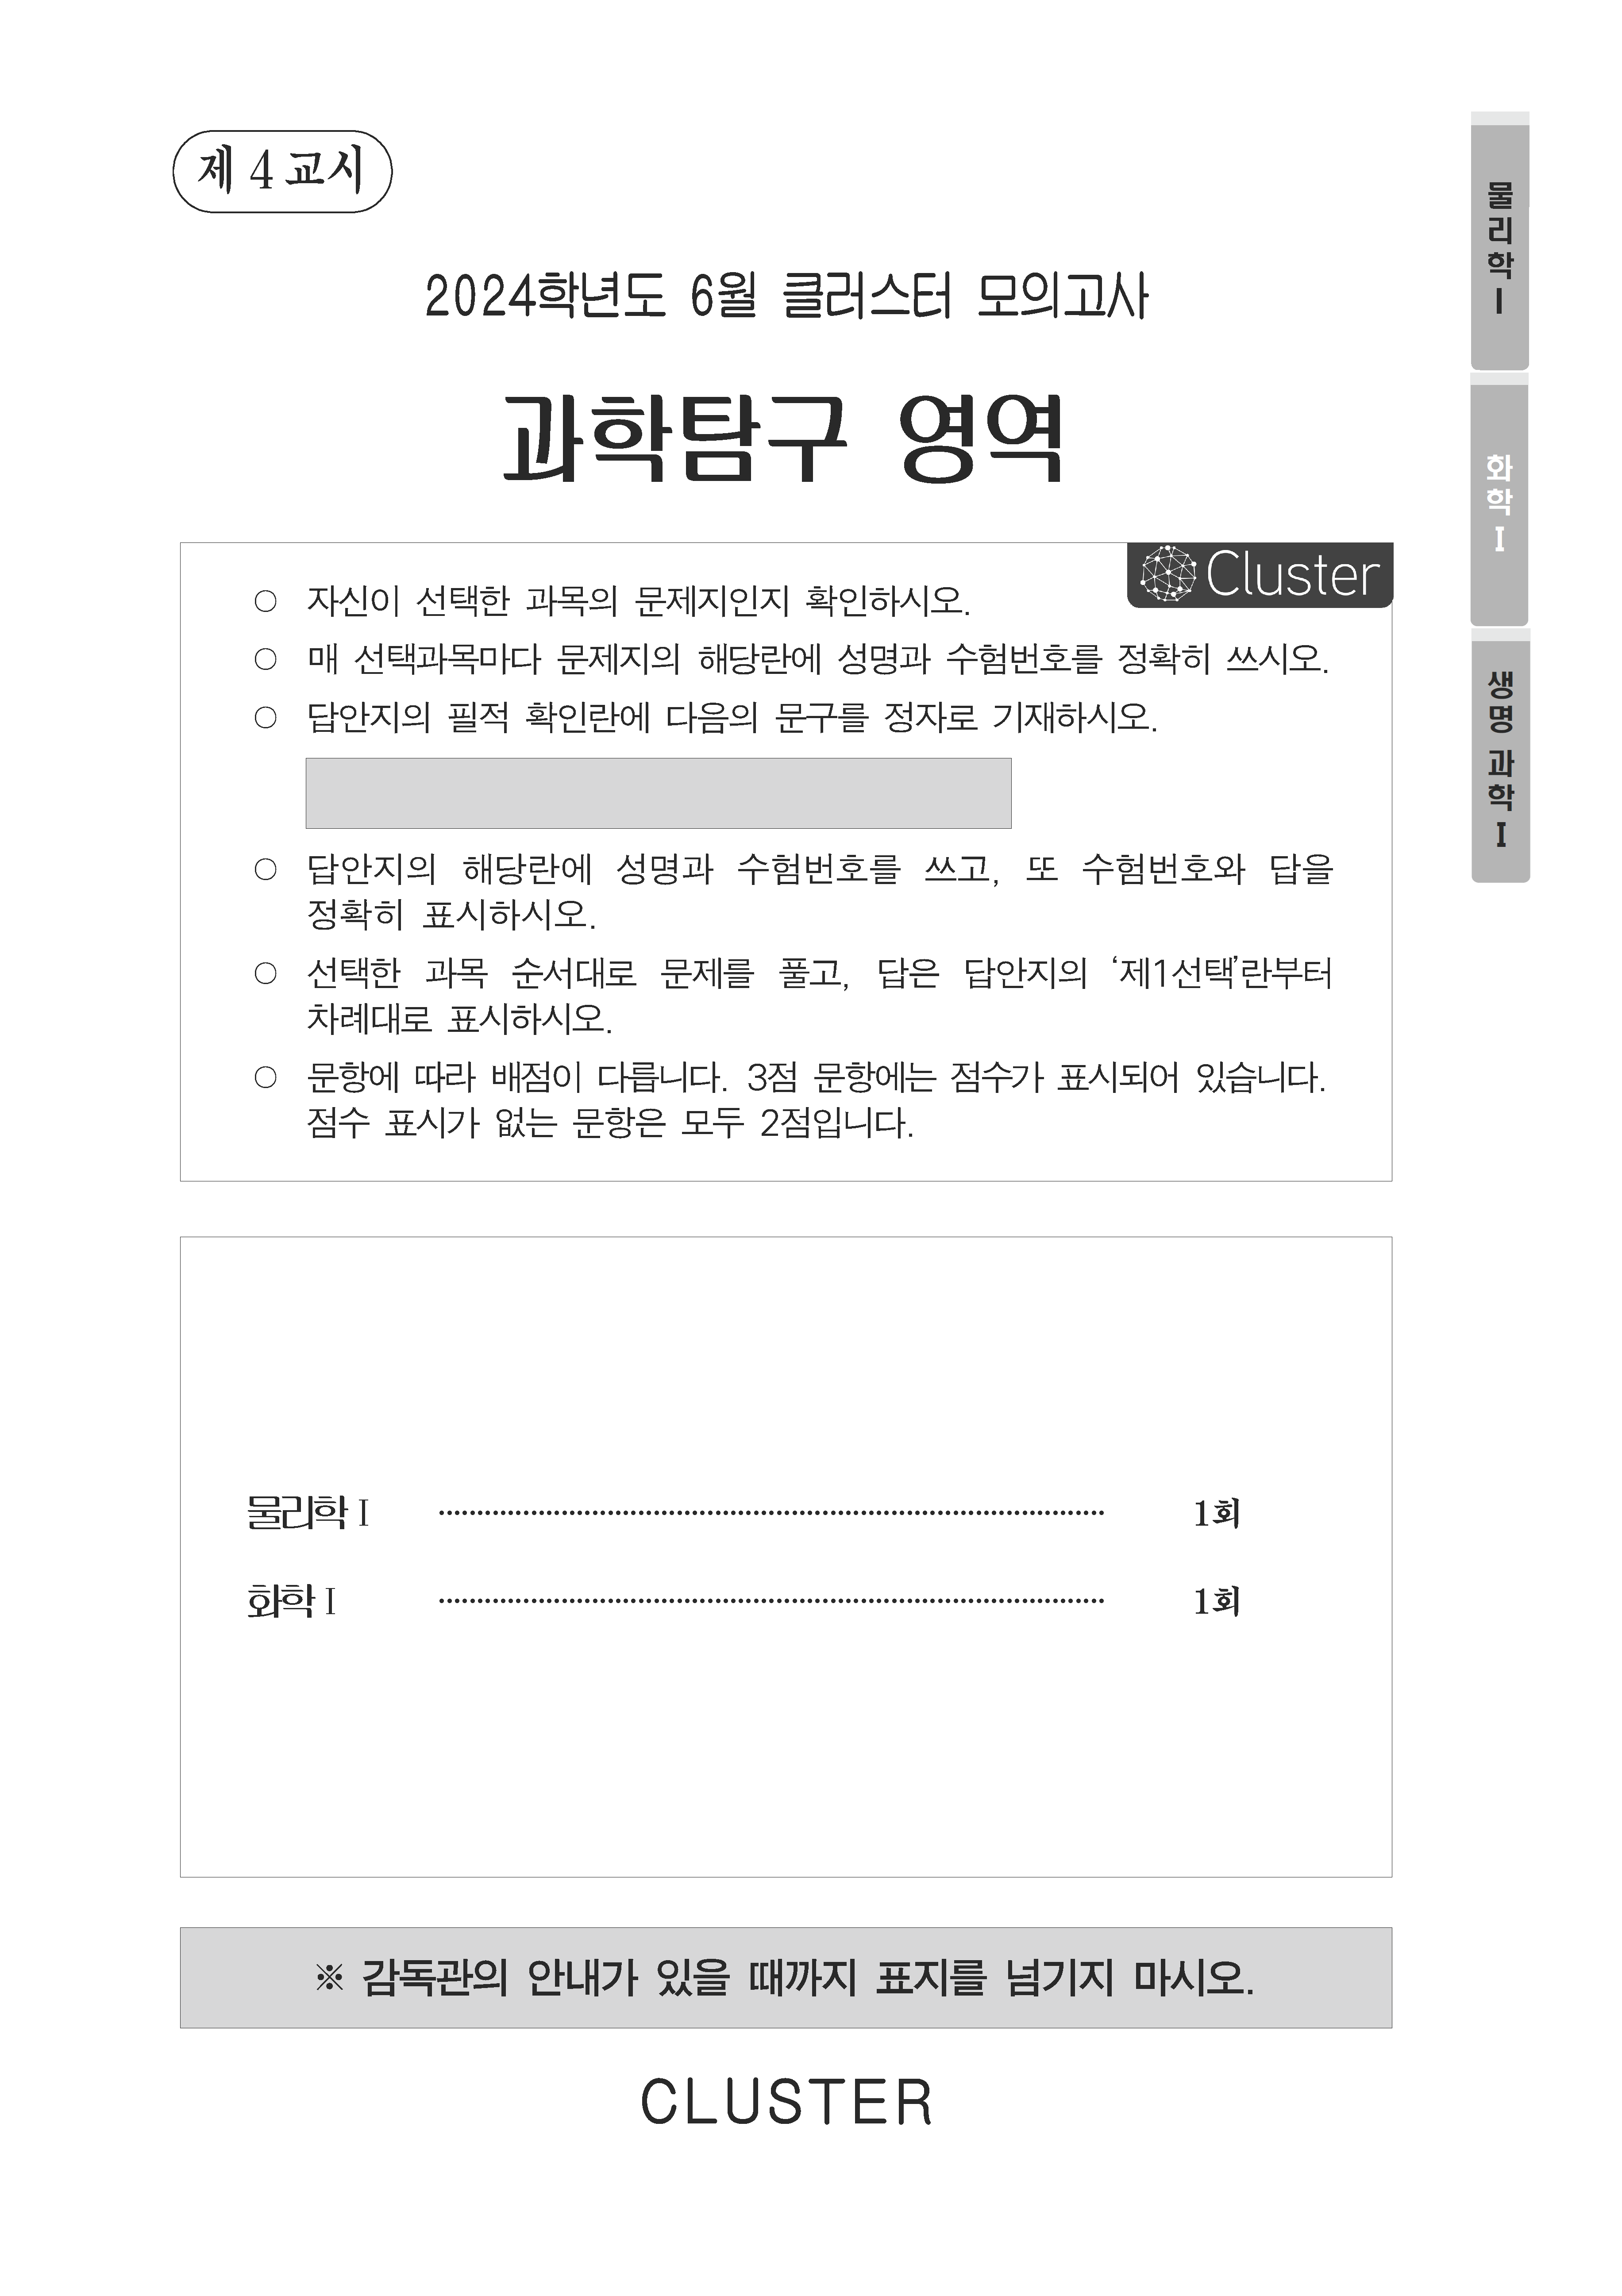 제 4 교시
2024학년도 6월 클러스터 모의고사
과학탐구 영역
Cluster
○ 자신이 선택한 과목의 문제지인지 확인하시오.
○ 매 선택과목마다 문제지의 해당란에 성명과 수험번호를 정확히 쓰시오.
○ 답안지의 필적 확인란에 다음의 문구를 정자로 기재하시오.
○ 답안지의 해당란에 성명과 수험번호를 쓰고, 또 수험번호와 답을
정확히 표시하시오.
○ 선택한 과목 순서대로 문제를 풀고, 답은 답안지의 ‘제1선택’란부터
차례대로 표시하시오.
○ 문항에 따라 배점이 다릅니다. 3점 문항에는 점수가 표시되어 있습니다.
점수 표시가 없는 문항은 모두 2점입니다.
물리학 I ······················································ 1회
화학 I ······················································ 1회
※ 감독관의 안내가 있을 때까지 표지를 넘기지 마시오.
CLUSTER
물리학 I
화학 I
생명 과학 I